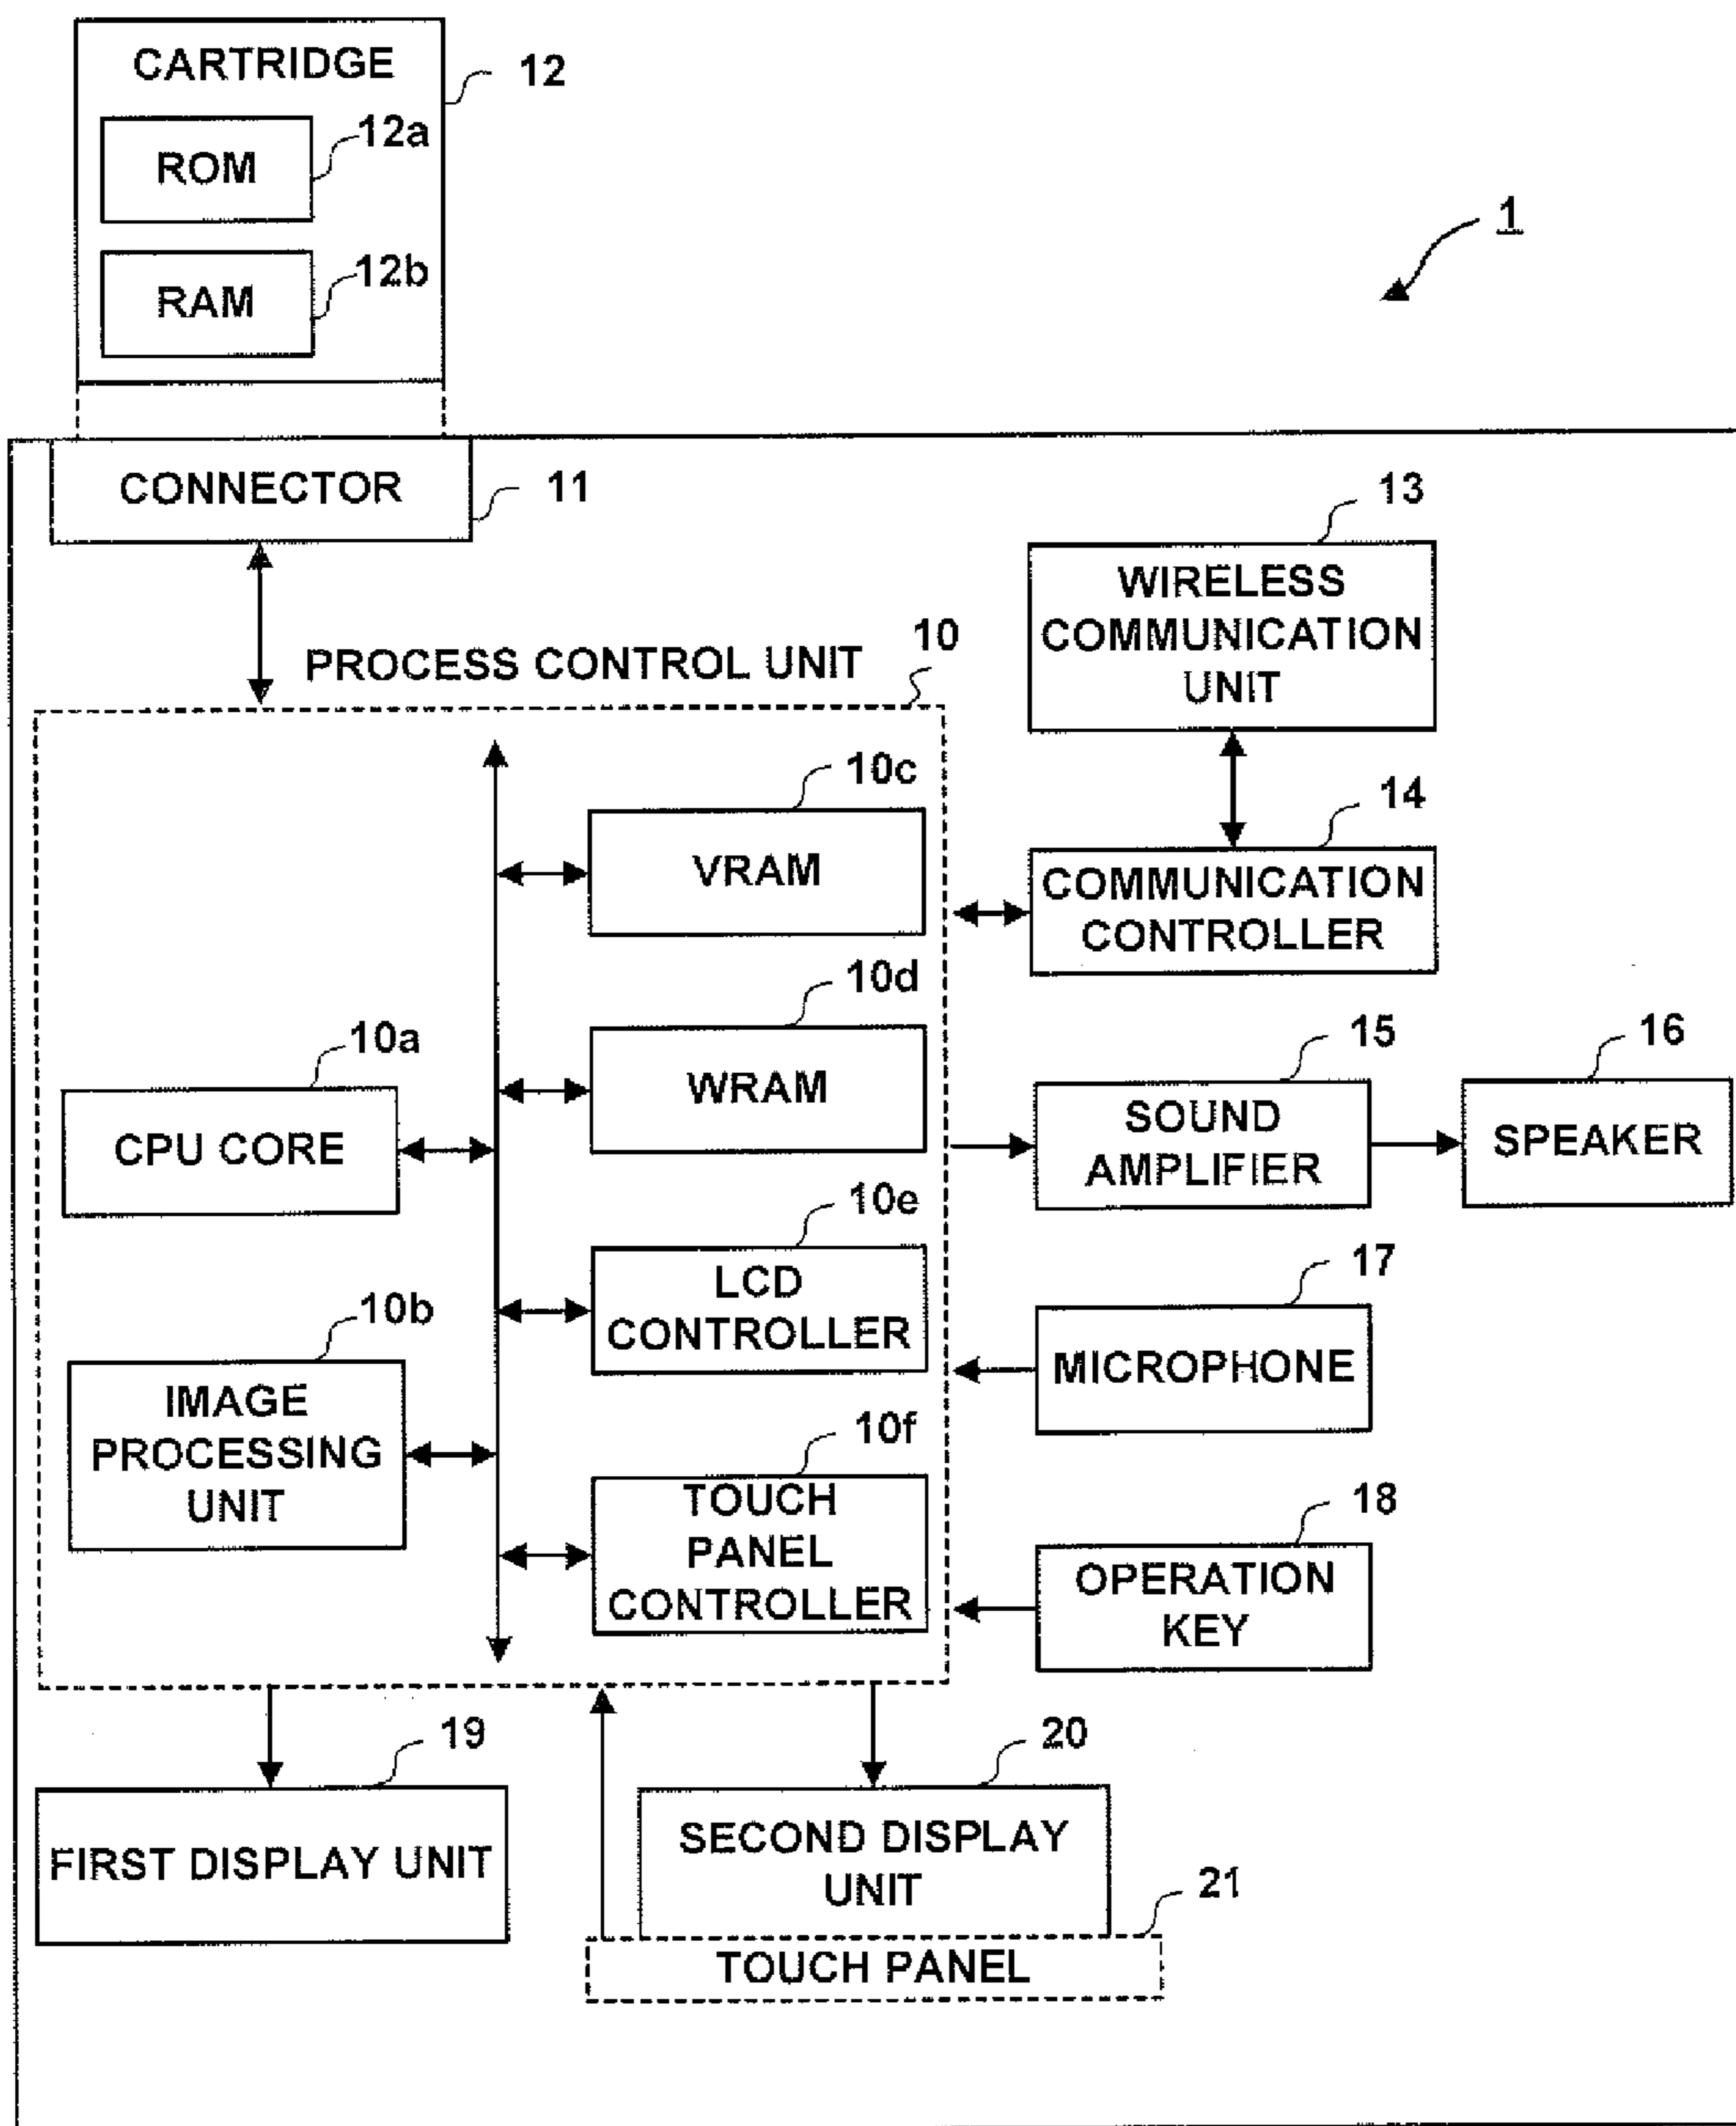 CARTRIDGE
12
ROM
12a
RAM
12b
1
CONNECTOR
11
13
WIRELESS
COMMUNICATION
UNIT
PROCESS CONTROL UNIT
10
10c
VRAM
14
COMMUNICATION
CONTROLLER
10d
WRAM
10a
CPU CORE
15
SOUND
AMPLIFIER
16
SPEAKER
10e
LCD
CONTROLLER
17
MICROPHONE
10b
IMAGE
PROCESSING
UNIT
10f
TOUCH
PANEL
CONTROLLER
18
OPERATION
KEY
19
FIRST DISPLAY UNIT
20
SECOND DISPLAY
UNIT
21
TOUCH PANEL